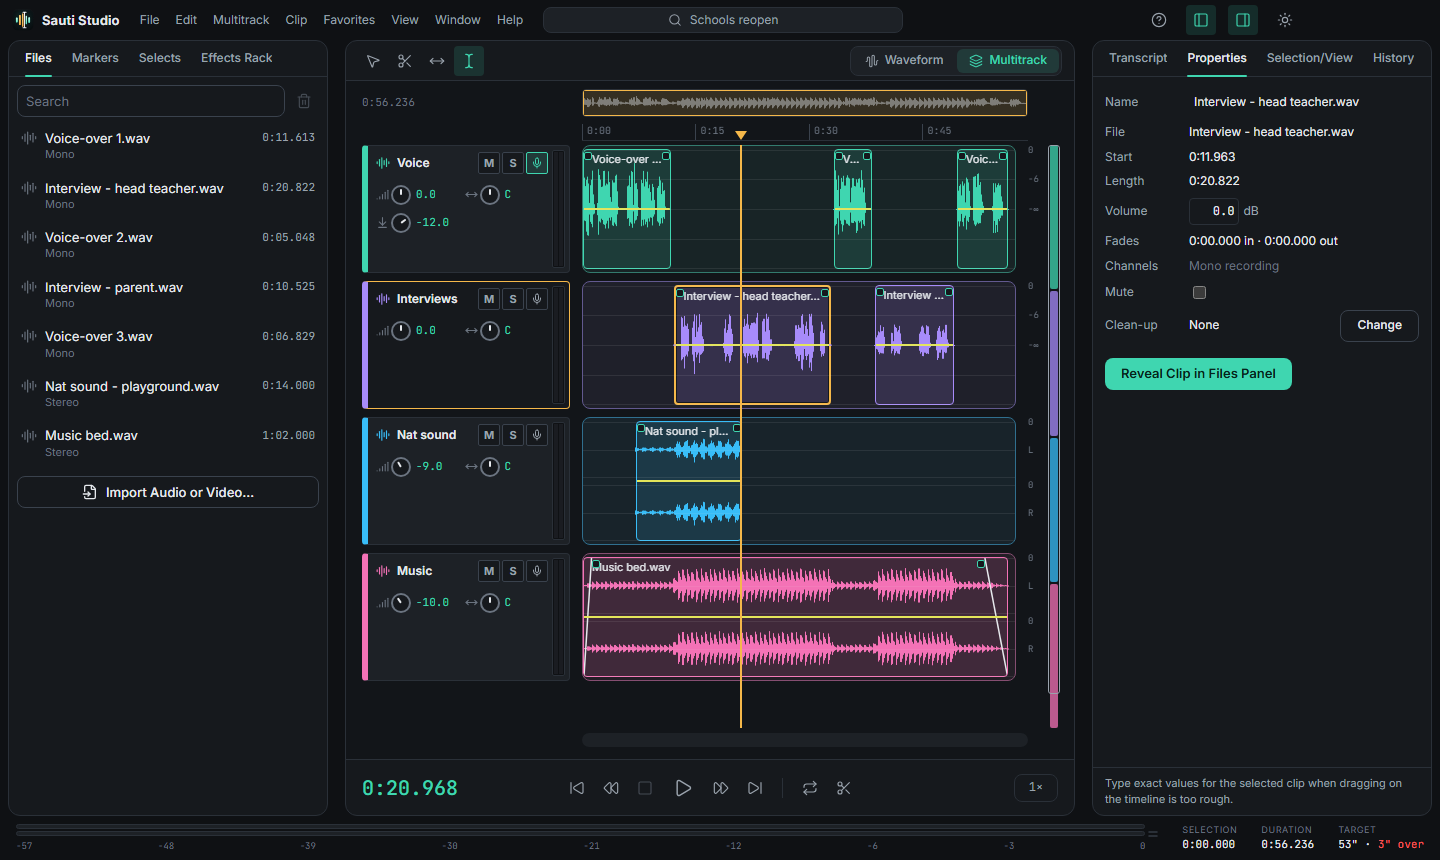 Sauti Studio File Edit Multitrack Clip Favorites View Window Help Schools reopen
Files Markers Selects Effects Rack
Search
Voice-over 1.wav 0:11.613
Mono
Interview - head teacher.wav 0:20.822
Mono
Voice-over 2.wav 0:05.048
Mono
Interview - parent.wav 0:10.525
Mono
Voice-over 3.wav 0:06.829
Mono
Nat sound - playground.wav 0:14.000
Stereo
Music bed.wav 1:02.000
Stereo
Import Audio or Video...
Waveform Multitrack
0:56.236
0:00 0:15 0:30 0:45
Voice M S
0.0 C
-12.0
Voice-over ... V... Voic...
0
-6
-∞
Interviews M S
0.0 C
Interview - head teacher... Interview ...
0
-6
-∞
Nat sound M S
-9.0 C
Nat sound - pl...
0
L
0
R
Music M S
-10.0 C
Music bed.wav
0
L
0
R
0:20.968 1×
Transcript Properties Selection/View History
Name Interview - head teacher.wav
File Interview - head teacher.wav
Start 0:11.963
Length 0:20.822
Volume 0.0 dB
Fades 0:00.000 in · 0:00.000 out
Channels Mono recording
Mute
Clean-up None Change
Reveal Clip in Files Panel
Type exact values for the selected clip when dragging on
the timeline is too rough.
-57 -48 -39 -30 -21 -12 -6 -3 0
SELECTION DURATION TARGET
0:00.000 0:56.236 53" · 3" over